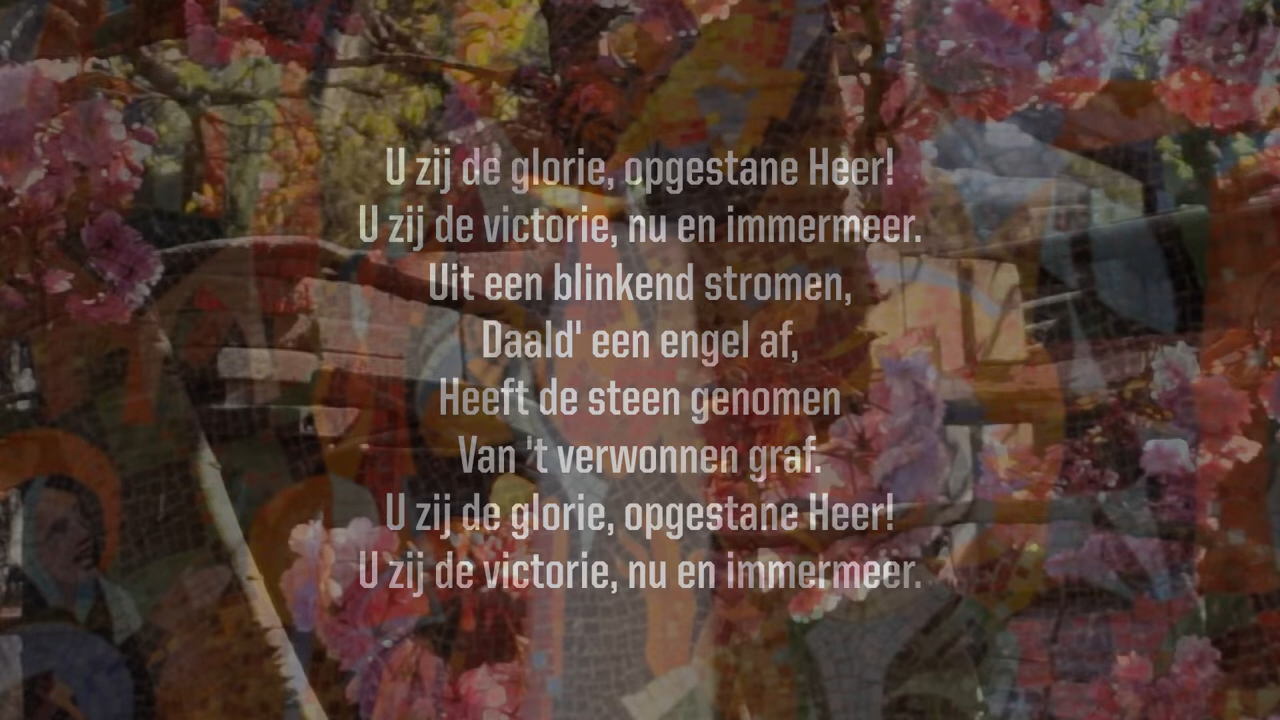 U zij de glorie, opgestane Heer!
U zij de victorie, nu en immermeer.
Uit een blinkend stromen,
Daald' een engel af,
Heeft de steen genomen
Van 't verwonnen graf.
U zij de glorie, opgestane Heer!
U zij de victorie, nu en immermeer.